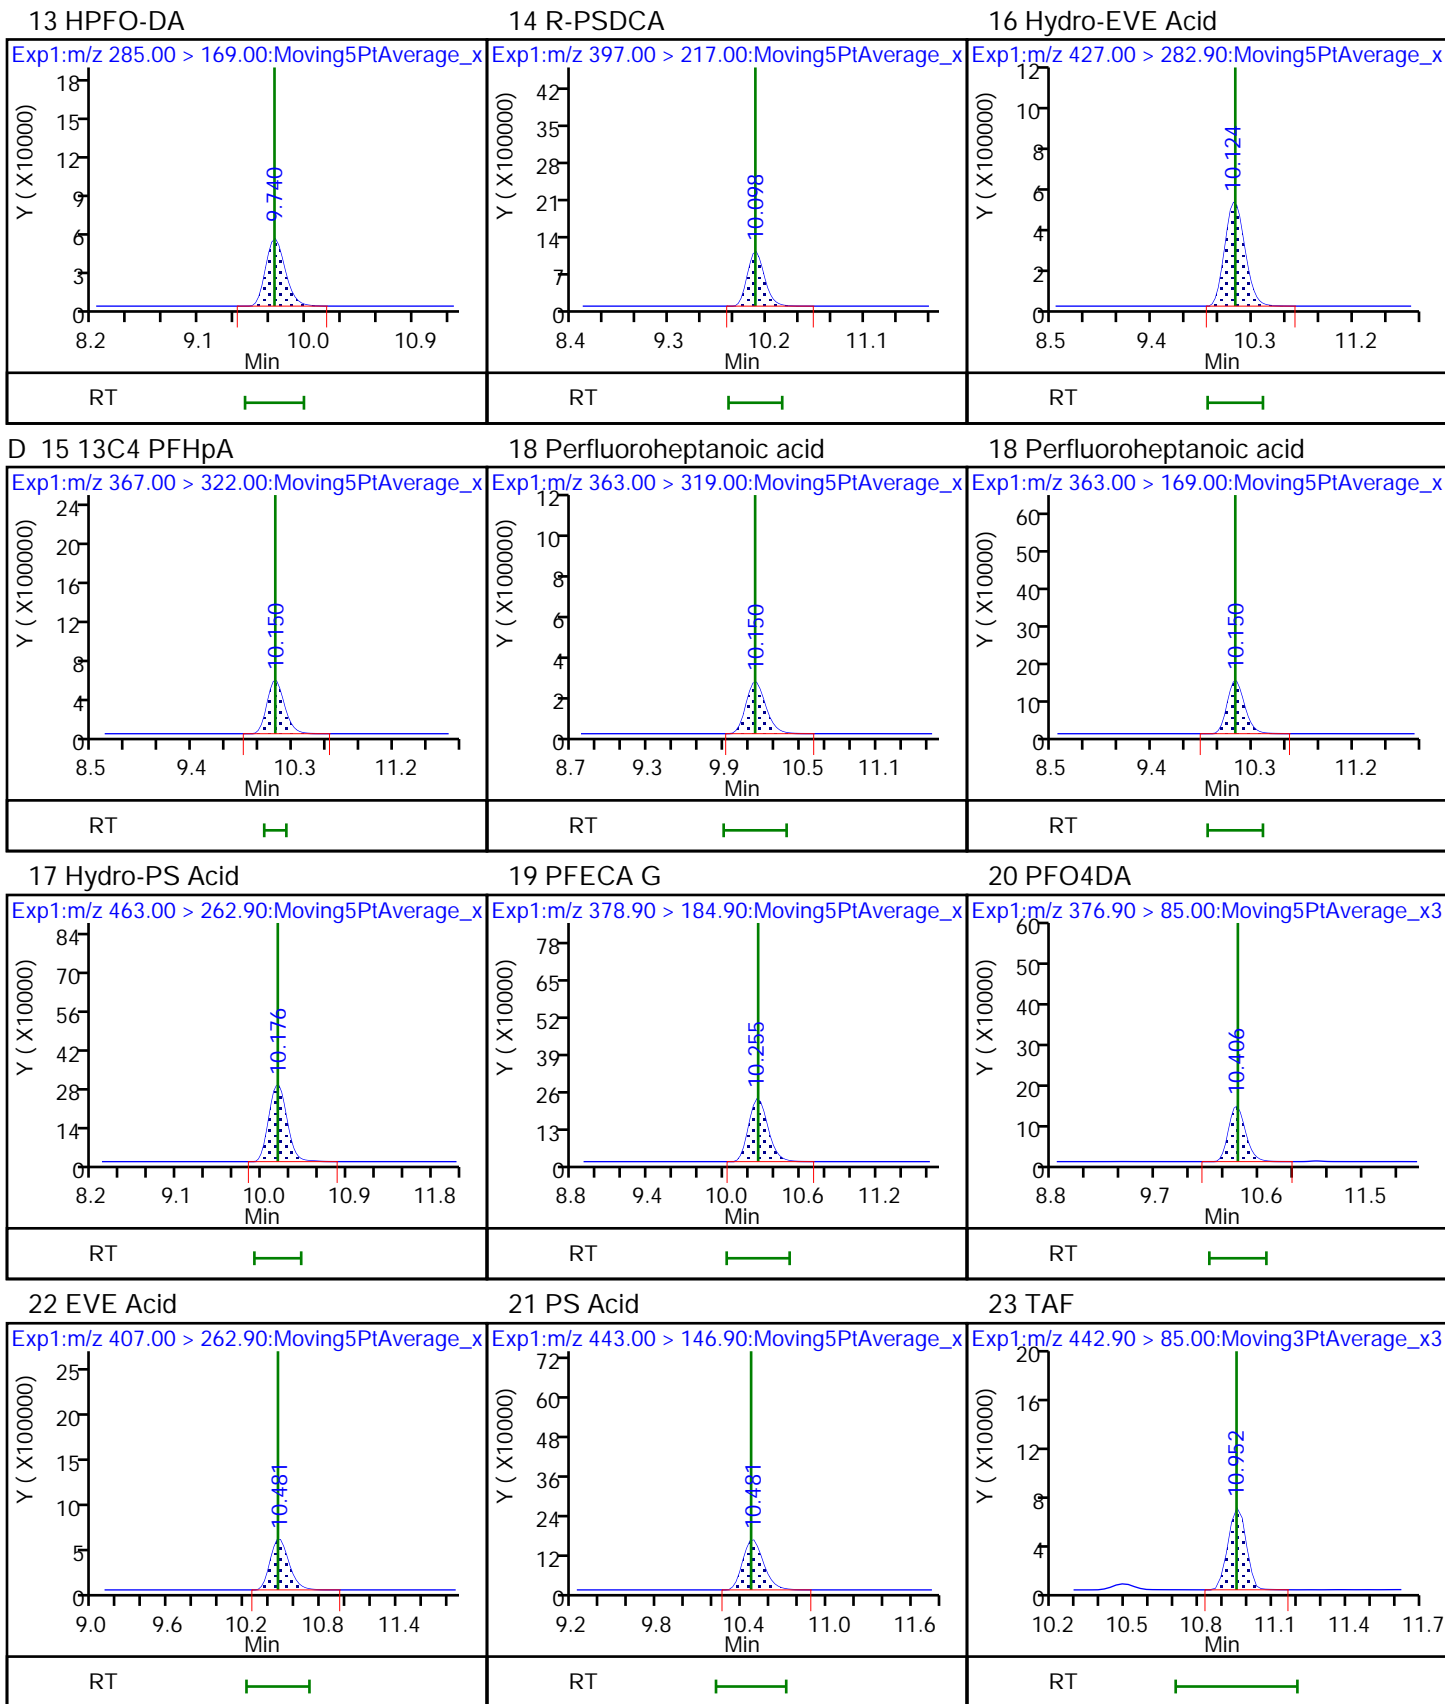 13 HPFO-DA
Exp1:m/z 285.00 > 169.00:Moving5PtAverage_x
Y ( X100000)
18
15
12
9
6
3
0
9.740
8.2 9.1 10.0 10.9
Min
RT
14 R-PSDCA
Exp1:m/z 397.00 > 217.00:Moving5PtAverage_x
Y ( X100000)
42
35
28
21
14
7
0
10.098
8.4 9.3 10.2 11.1
Min
RT
16 Hydro-EVE Acid
Exp1:m/z 427.00 > 282.90:Moving5PtAverage_x
Y ( X100000)
12
10
8
6
4
2
0
10.124
8.5 9.4 10.3 11.2
Min
RT
D 15 13C4 PFHpA
Exp1:m/z 367.00 > 322.00:Moving5PtAverage_x
Y ( X100000)
24
20
16
12
8
4
0
10.150
8.5 9.4 10.3 11.2
Min
RT
18 Perfluoroheptanoic acid
Exp1:m/z 363.00 > 319.00:Moving5PtAverage_x
Y ( X100000)
12
10
8
6
4
2
0
10.150
8.7 9.3 9.9 10.5 11.1
Min
RT
18 Perfluoroheptanoic acid
Exp1:m/z 363.00 > 169.00:Moving5PtAverage_x
Y ( X10000)
60
50
40
30
20
10
0
10.150
8.5 9.4 10.3 11.2
Min
RT
17 Hydro-PS Acid
Exp1:m/z 463.00 > 262.90:Moving5PtAverage_x
Y ( X10000)
84
70
56
42
28
14
0
10.176
8.2 9.1 10.0 10.9 11.8
Min
RT
19 PFECA G
Exp1:m/z 378.90 > 184.90:Moving5PtAverage_x
Y ( X10000)
78
65
52
39
26
13
0
10.255
8.8 9.4 10.0 10.6 11.2
Min
RT
20 PFO4DA
Exp1:m/z 376.90 > 85.00:Moving5PtAverage_x3
Y ( X10000)
60
50
40
30
20
10
0
10.406
8.8 9.7 10.6 11.5
Min
RT
22 EVE Acid
Exp1:m/z 407.00 > 262.90:Moving5PtAverage_x
Y ( X100000)
25
20
15
10
5
0
10.481
9.0 9.6 10.2 10.8 11.4
Min
RT
21 PS Acid
Exp1:m/z 443.00 > 146.90:Moving5PtAverage_x
Y ( X10000)
72
60
48
36
24
12
0
10.481
9.2 9.8 10.4 11.0 11.6
Min
RT
23 TAF
Exp1:m/z 442.90 > 85.00:Moving3PtAverage_x3
Y ( X10000)
20
16
12
8
4
0
10.952
10.2 10.5 10.8 11.1 11.4 11.7
Min
RT